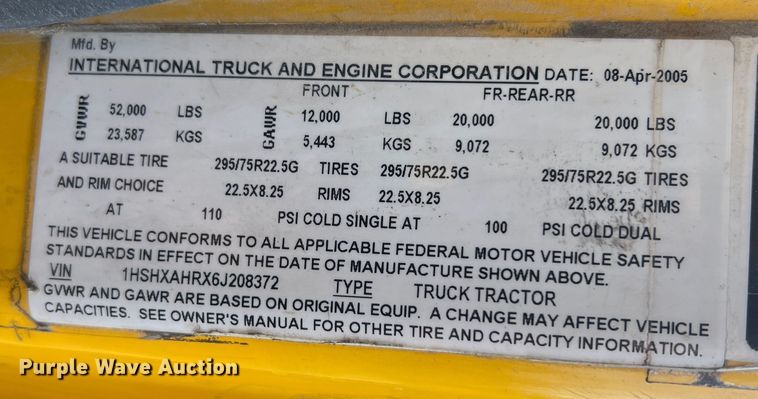 Mfd. By
INTERNATIONAL TRUCK AND ENGINE CORPORATION DATE: 08-Apr-2005
FRONT FR-REAR-RR
GVWR 52,000 LBS GAWR 12,000 LBS 20,000 20,000 LBS
23,587 KGS 5,443 KGS 9,072 9,072 KGS
A SUITABLE TIRE 295/75R22.5G TIRES 295/75R22.5G 295/75R22.5G TIRES
AND RIM CHOICE 22.5X8.25 RIMS 22.5X8.25 22.5X8.25 RIMS
AT 110 PSI COLD SINGLE AT 100 PSI COLD DUAL
THIS VEHICLE CONFORMS TO ALL APPLICABLE FEDERAL MOTOR VEHICLE SAFETY
STANDARDS IN EFFECT ON THE DATE OF MANUFACTURE SHOWN ABOVE.
VIN 1HSHXAHRX6J208372 TYPE TRUCK TRACTOR
GVWR AND GAWR ARE BASED ON ORIGINAL EQUIP. A CHANGE MAY AFFECT VEHICLE
CAPACITIES. SEE OWNER'S MANUAL FOR OTHER TIRE AND CAPACITY INFORMATION.
Purple Wave Auction